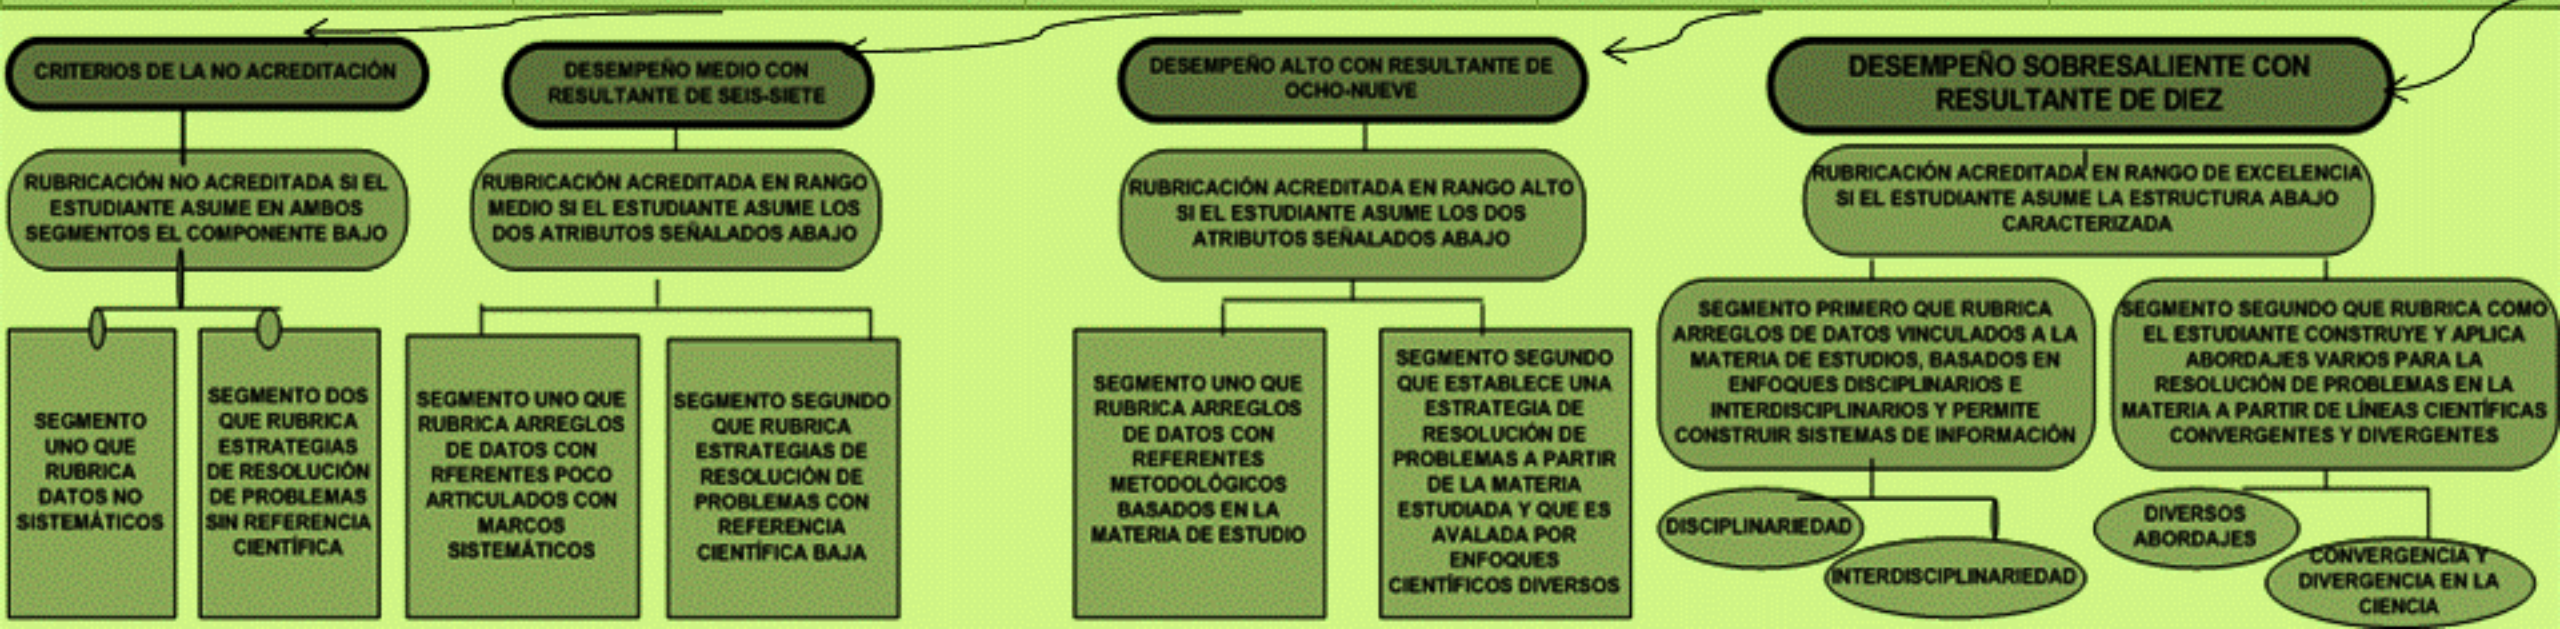 CRITERIOS DE LA NO ACREDITACIÓN
RUBRICACIÓN NO ACREDITADA SI EL
ESTUDIANTE ASUME EN AMBOS
SEGMENTOS EL COMPONENTE BAJO
SEGMENTO
UNO QUE
RUBRICA
DATOS NO
SISTEMÁTICOS
SEGMENTO DOS
QUE RUBRICA
ESTRATEGIAS
DE RESOLUCIÓN
DE PROBLEMAS
SIN REFERENCIA
CIENTÍFICA
DESEMPEÑO MEDIO CON
RESULTANTE DE SEIS-SIETE
RUBRICACIÓN ACREDITADA EN RANGO
MEDIO SI EL ESTUDIANTE ASUME LOS
DOS ATRIBUTOS SEÑALADOS ABAJO
SEGMENTO UNO QUE
RUBRICA ARREGLOS
DE DATOS CON
RFERENTES POCO
ARTICULADOS CON
MARCOS
SISTEMÁTICOS
SEGMENTO SEGUNDO
QUE RUBRICA
ESTRATEGIAS DE
RESOLUCIÓN DE
PROBLEMAS CON
REFERENCIA
CIENTÍFICA BAJA
DESEMPEÑO ALTO CON RESULTANTE DE
OCHO-NUEVE
RUBRICACIÓN ACREDITADA EN RANGO ALTO
SI EL ESTUDIANTE ASUME LOS DOS
ATRIBUTOS SEÑALADOS ABAJO
SEGMENTO UNO QUE
RUBRICA ARREGLOS
DE DATOS CON
REFERENTES
METODOLÓGICOS
BASADOS EN LA
MATERIA DE ESTUDIO
SEGMENTO SEGUNDO
QUE ESTABLECE UNA
ESTRATEGIA DE
RESOLUCIÓN DE
PROBLEMAS A PARTIR
DE LA MATERIA
ESTUDIADA Y QUE ES
AVALADA POR
ENFOQUES
CIENTÍFICOS DIVERSOS
DESEMPEÑO SOBRESALIENTE CON
RESULTANTE DE DIEZ
RUBRICACIÓN ACREDITADA EN RANGO DE EXCELENCIA
SI EL ESTUDIANTE ASUME LA ESTRUCTURA ABAJO
CARACTERIZADA
SEGMENTO PRIMERO QUE RUBRICA
ARREGLOS DE DATOS VINCULADOS A LA
MATERIA DE ESTUDIOS, BASADOS EN
ENFOQUES DISCIPLINARIOS E
INTERDISCIPLINARIOS Y PERMITE
CONSTRUIR SISTEMAS DE INFORMACIÓN
DISCIPLINARIEDAD
INTERDISCIPLINARIEDAD
SEGMENTO SEGUNDO QUE RUBRICA COMO
EL ESTUDIANTE CONSTRUYE Y APLICA
ABORDAJES VARIOS PARA LA
RESOLUCIÓN DE PROBLEMAS EN LA
MATERIA A PARTIR DE LÍNEAS CIENTÍFICAS
CONVERGENTES Y DIVERGENTES
DIVERSOS
ABORDAJES
CONVERGENCIA Y
DIVERGENCIA EN LA
CIENCIA